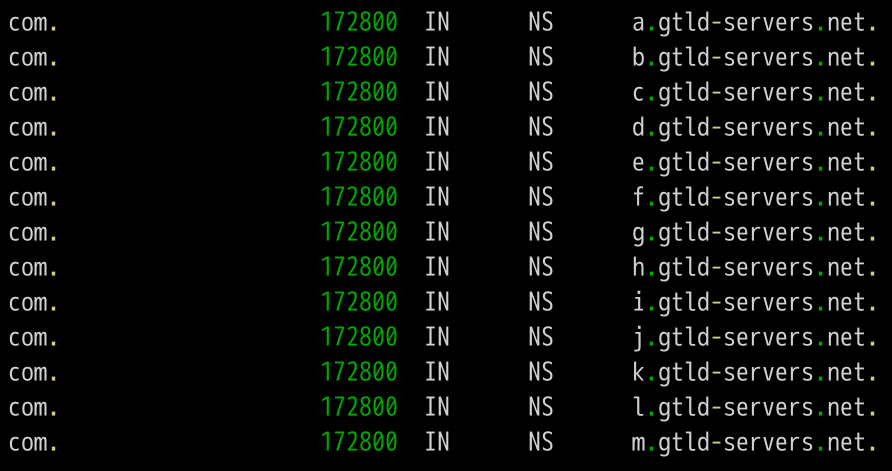 com. 172800 IN NS a.gtld-servers.net.
com. 172800 IN NS b.gtld-servers.net.
com. 172800 IN NS c.gtld-servers.net.
com. 172800 IN NS d.gtld-servers.net.
com. 172800 IN NS e.gtld-servers.net.
com. 172800 IN NS f.gtld-servers.net.
com. 172800 IN NS g.gtld-servers.net.
com. 172800 IN NS h.gtld-servers.net.
com. 172800 IN NS i.gtld-servers.net.
com. 172800 IN NS j.gtld-servers.net.
com. 172800 IN NS k.gtld-servers.net.
com. 172800 IN NS l.gtld-servers.net.
com. 172800 IN NS m.gtld-servers.net.